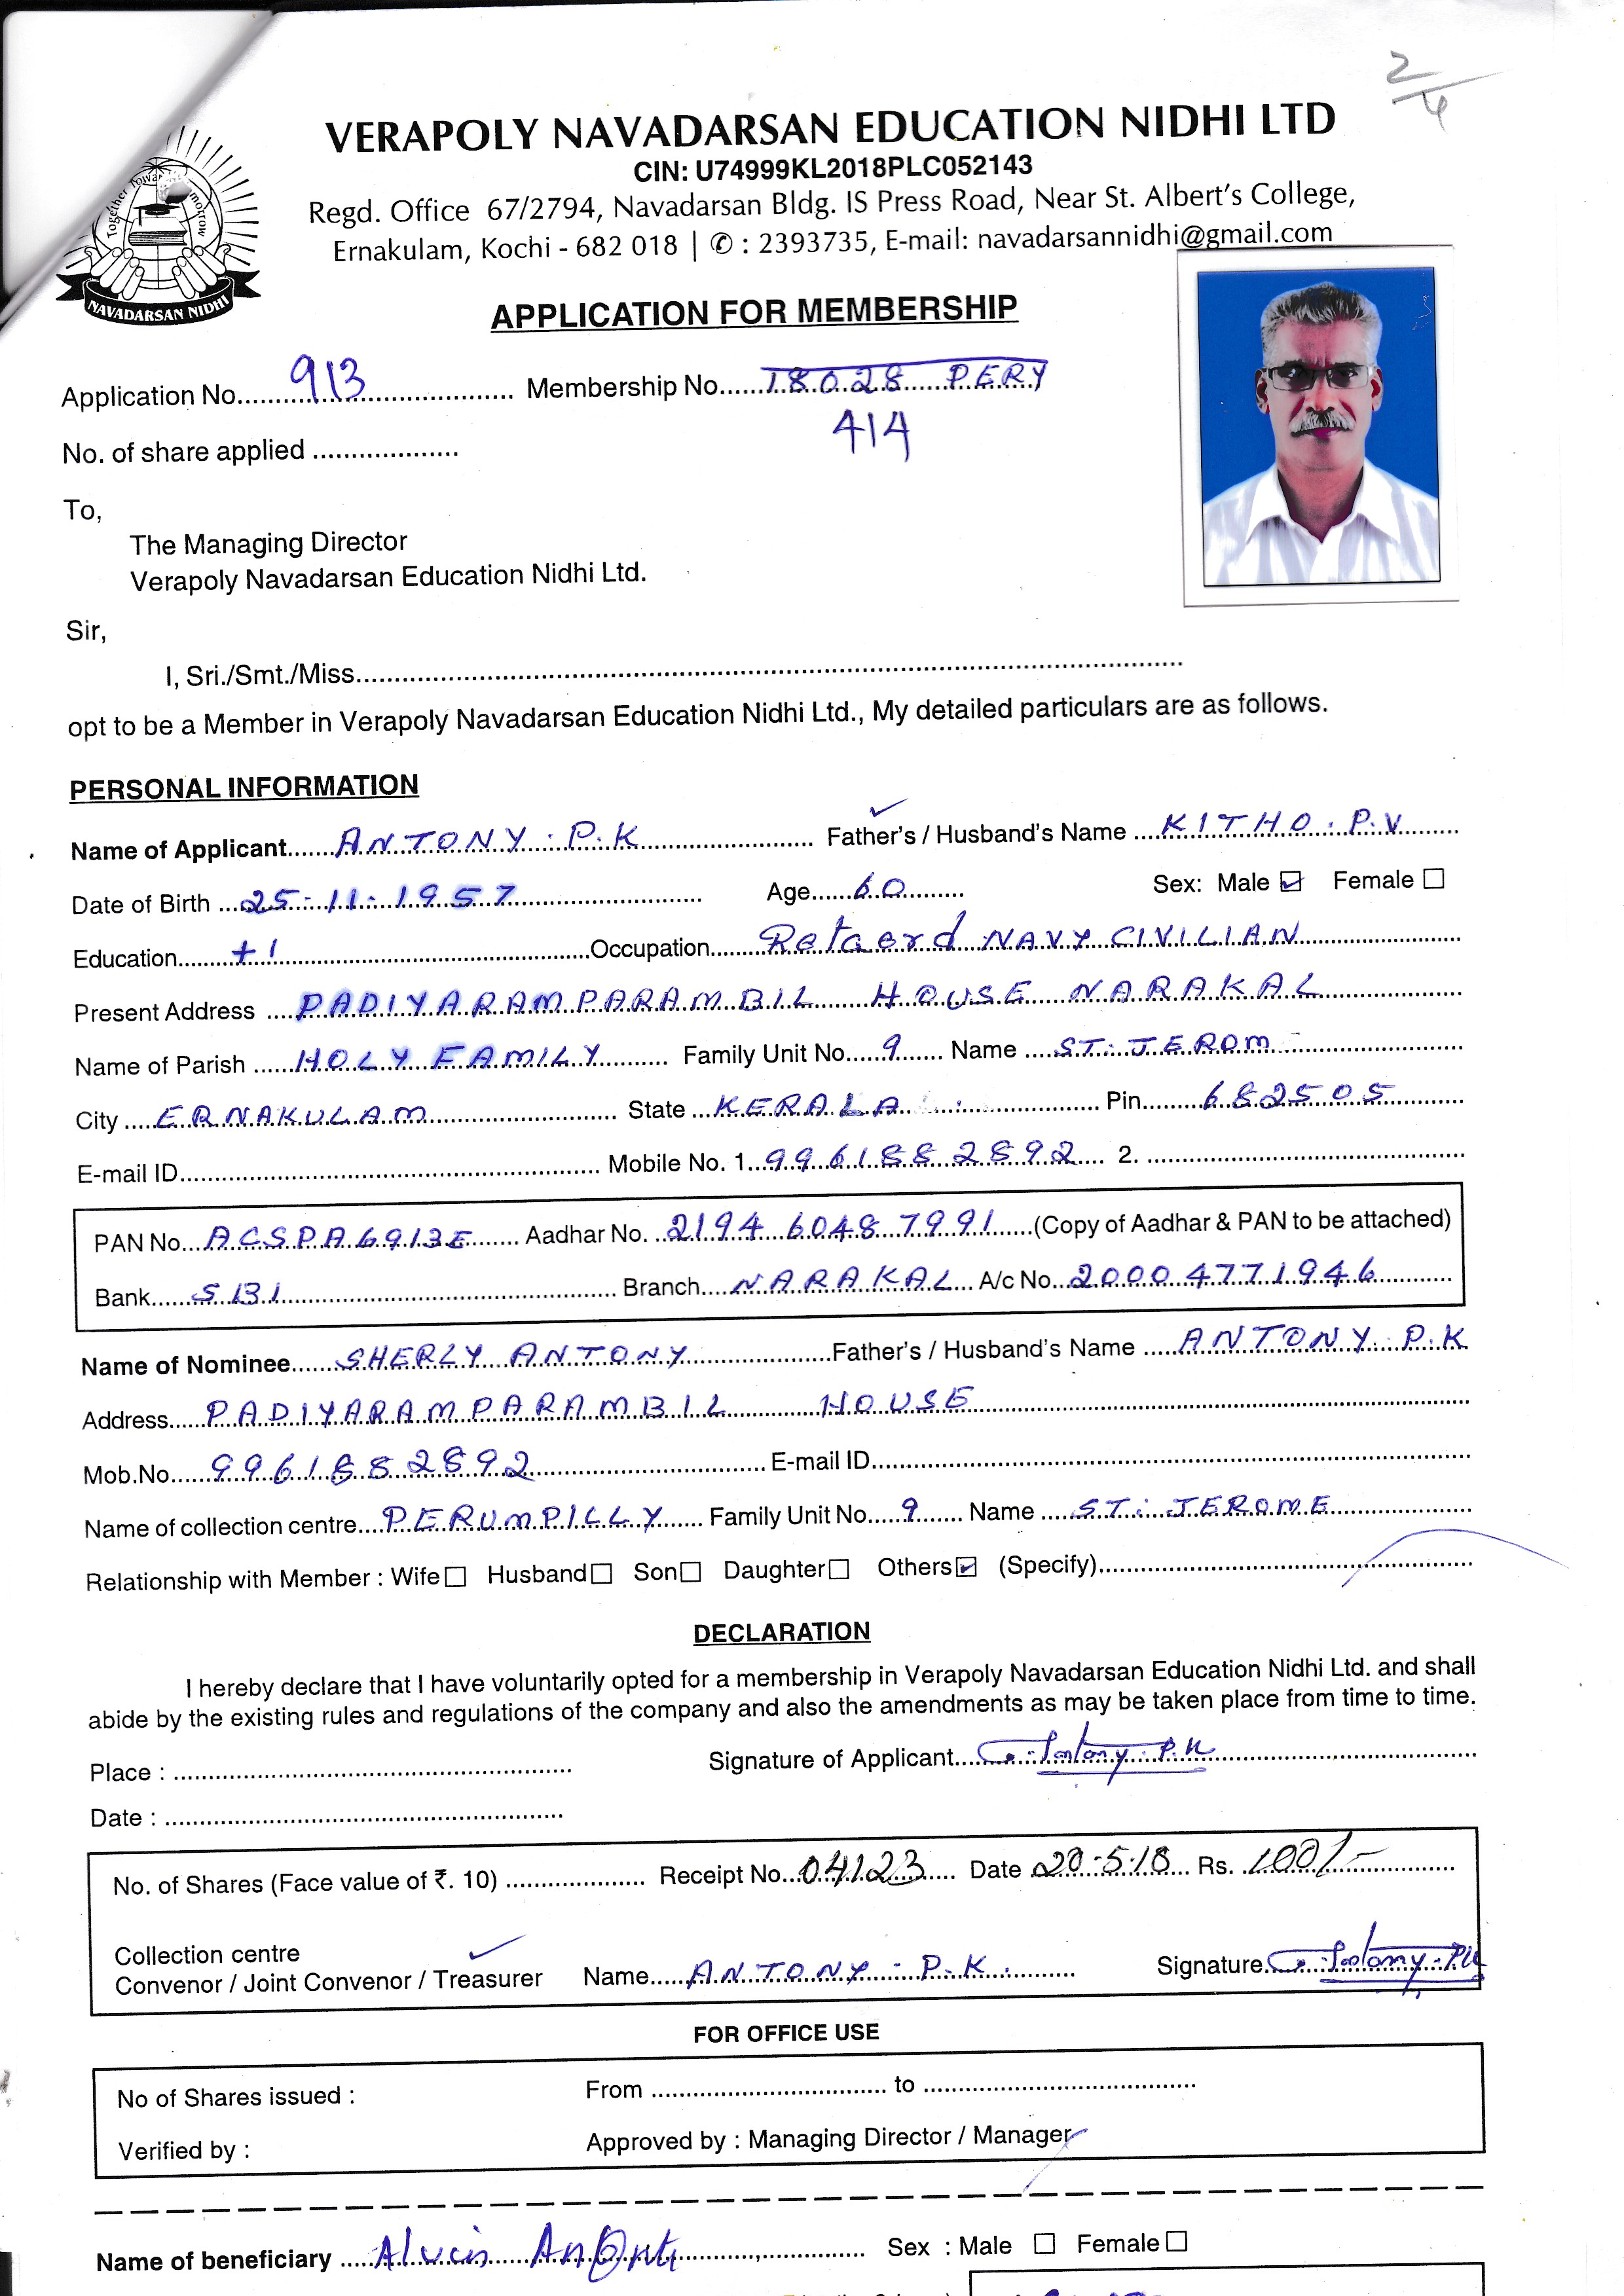 2/4
VERAPOLY NAVADARSAN EDUCATION NIDHI LTD
CIN: U74999KL2018PLC052143
Regd. Office 67/2794, Navadarsan Bldg. IS Press Road, Near St. Albert's College,
Ernakulam, Kochi - 682 018 | ✆ : 2393735, E-mail: navadarsannidhi@gmail.com
Together Towa morrow
NAVADARSAN NIDHI
APPLICATION FOR MEMBERSHIP
Application No. 913 Membership No. 18028 PERY
414
No. of share applied
To,
The Managing Director
Verapoly Navadarsan Education Nidhi Ltd.
Sir,
I, Sri./Smt./Miss
opt to be a Member in Verapoly Navadarsan Education Nidhi Ltd., My detailed particulars are as follows.
PERSONAL INFORMATION
Name of Applicant ANTONY . P.K Father's / Husband's Name KITHO . P.V
Date of Birth 25-11-1957 Age 60 Sex: Male ☑ Female ☐
Education +1 Occupation Retaerd NAVY CIVILIAN
Present Address PADIYARAMPARAMBIL HOUSE NARAKAL
Name of Parish HOLY FAMILY Family Unit No. 9 Name ST. JEROM
City ERNAKULAM State KERALA Pin 682505
E-mail ID Mobile No. 1. 9961882892 2.
PAN No. ACSPA6913E Aadhar No. 2194 6048 7991 (Copy of Aadhar & PAN to be attached)
Bank SBI Branch NARAKAL A/c No. 20004771946
Name of Nominee SHERLY ANTONY Father's / Husband's Name ANTONY . P.K
Address PADIYARAMPARAMBIL HOUSE
Mob.No. 9961882892 E-mail ID
Name of collection centre PERUMPILLY Family Unit No. 9 Name ST: JEROME
Relationship with Member : Wife ☐ Husband ☐ Son ☐ Daughter ☐ Others ☑ (Specify)
DECLARATION
I hereby declare that I have voluntarily opted for a membership in Verapoly Navadarsan Education Nidhi Ltd. and shall
abide by the existing rules and regulations of the company and also the amendments as may be taken place from time to time.
Place : Signature of Applicant Antony . P.K
Date :
No. of Shares (Face value of ₹. 10) Receipt No. 04123 Date 20-5-18 Rs. 100/-
Collection centre
Convenor / Joint Convenor / Treasurer Name ANTONY - P.K. Signature Antony . P.K
FOR OFFICE USE
No of Shares issued : From to
Verified by : Approved by : Managing Director / Manager
Name of beneficiary Alwin Antony Sex : Male ☐ Female ☐